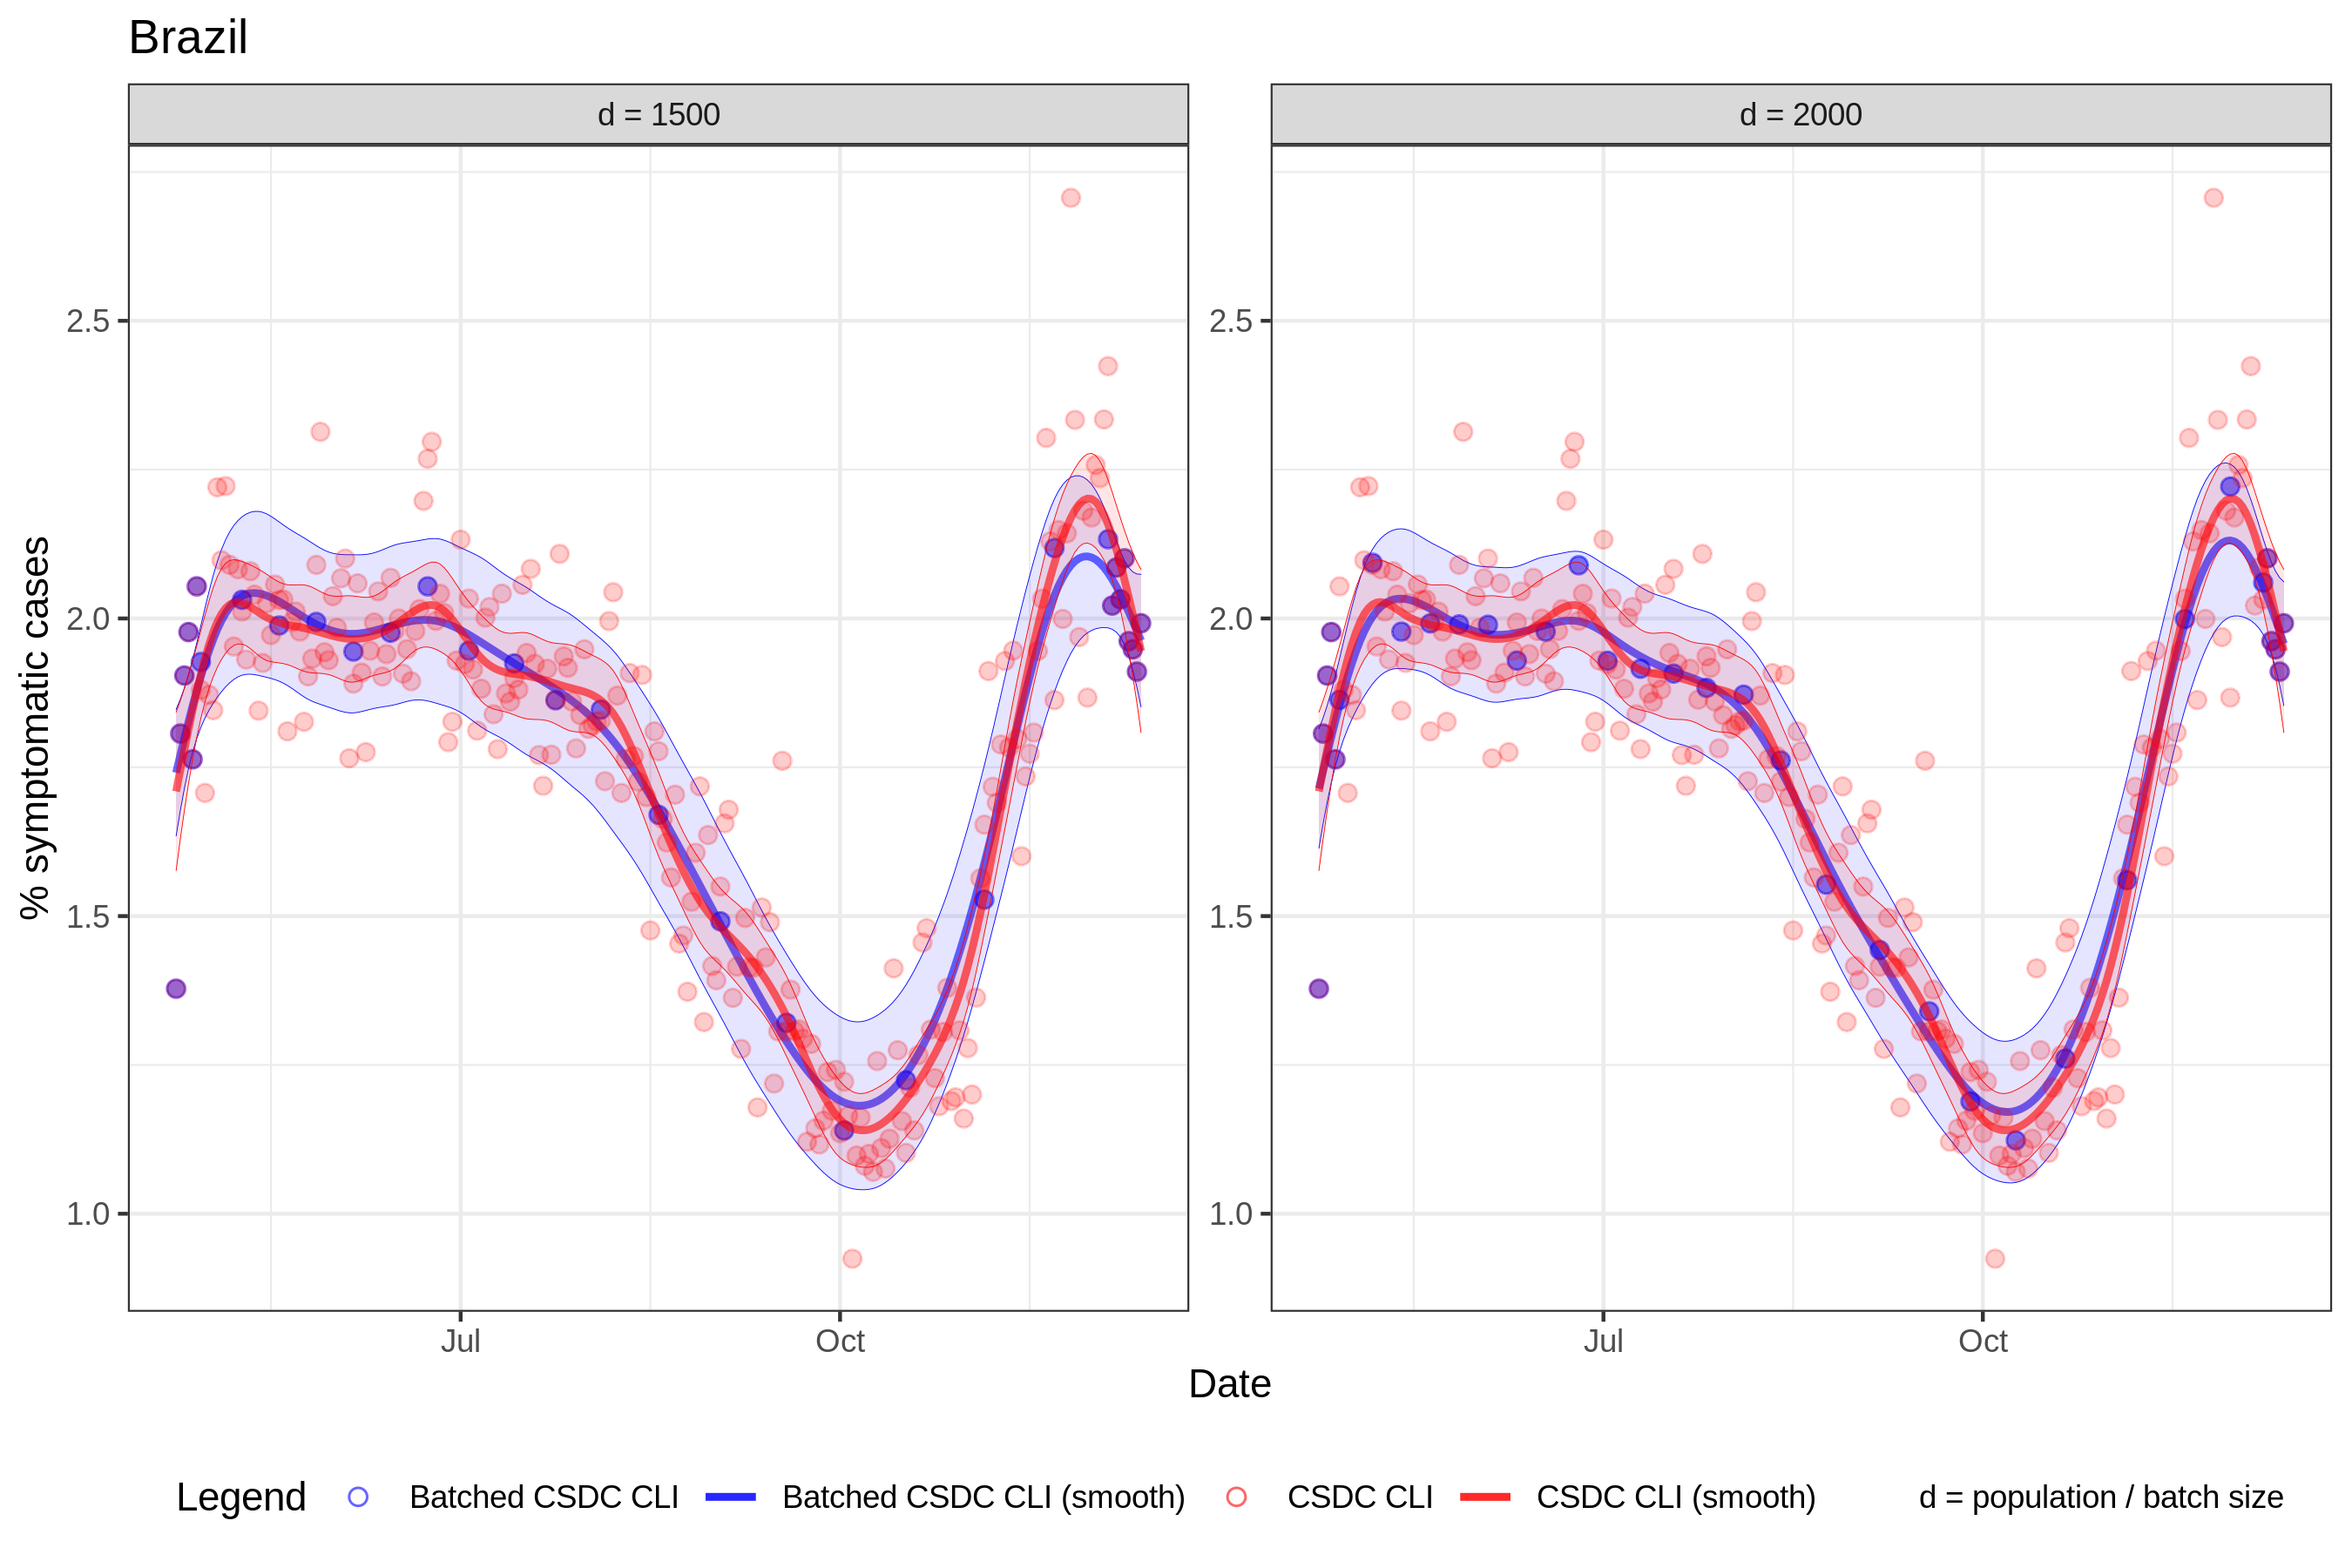 Brazil
d = 1500
d = 2000
% symptomatic cases
2.5
2.0
1.5
1.0
2.5
2.0
1.5
1.0
Jul
Oct
Jul
Oct
Date
Legend
Batched CSDC CLI
Batched CSDC CLI (smooth)
CSDC CLI
CSDC CLI (smooth)
d = population / batch size